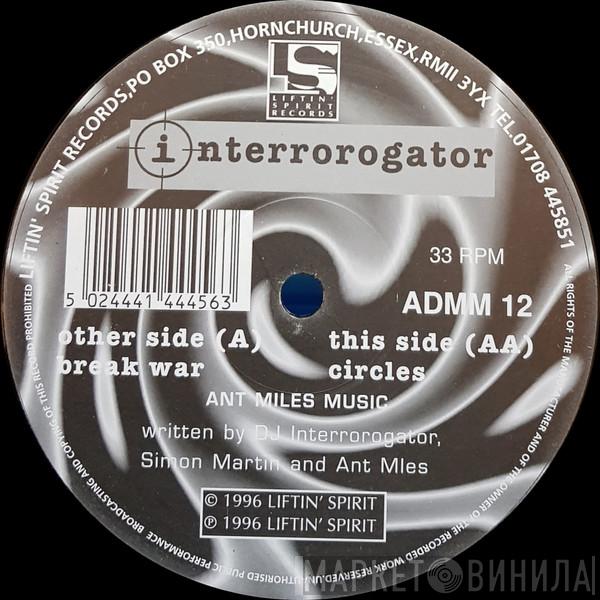 LIFTIN' SPIRIT RECORDS,PO BOX 350,HORNCHURCH,ESSEX,RM11 3YX TEL.01708 445851
LS
LIFTIN'
SPIRIT
RECORDS
interrorogator
5 024441 444563
33 RPM
ADMM 12
other side (A)
break war
this side (AA)
circles
ANT MILES MUSIC
written by DJ Interrorogator,
Simon Martin and Ant Mles
© 1996 LIFTIN' SPIRIT
℗ 1996 LIFTIN' SPIRIT
ALL RIGHTS OF THE MANUFACTURER AND OF THE OWNER OF THE RECORDED WORK RESERVED.UNAUTHORISED PUBLIC PERFORMANCE BROADCASTING AND COPYING OF THIS RECORD PROHIBITED
МАРКЕТ ВИНИЛА